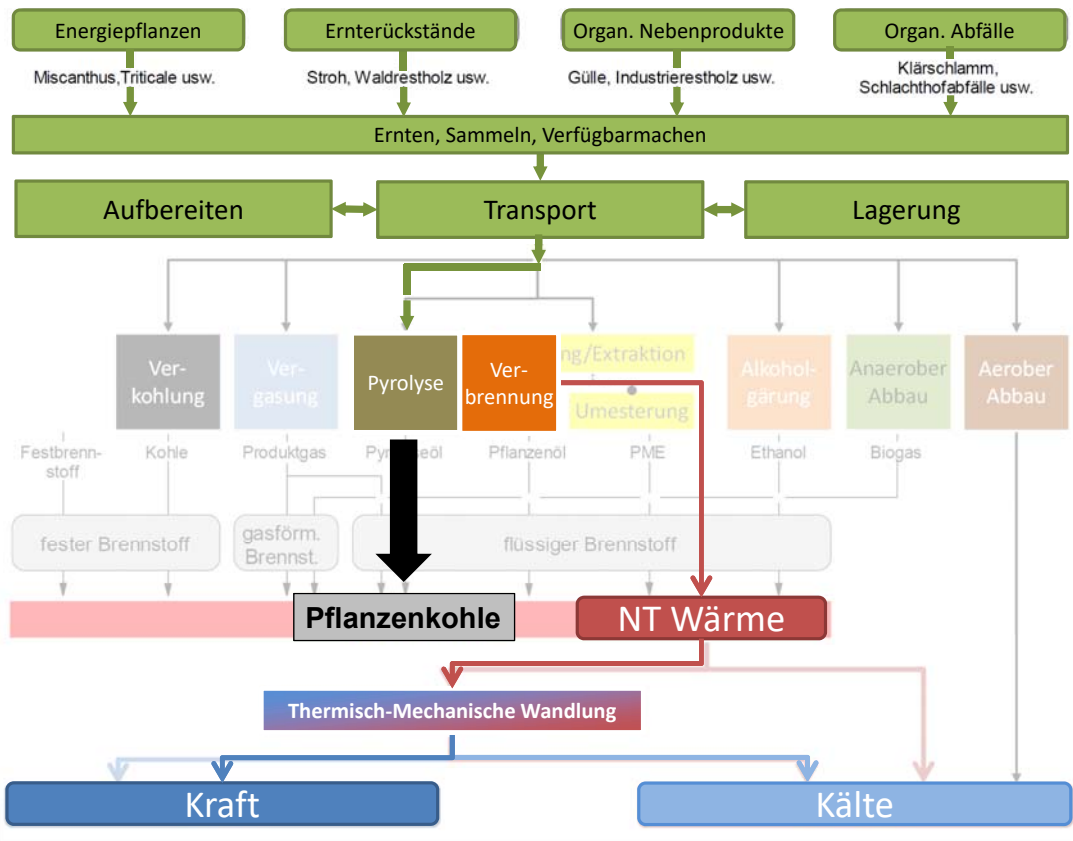 Energiepflanzen
Ernterückstände
Organ. Nebenprodukte
Organ. Abfälle
Miscanthus,Triticale usw.
Stroh, Waldrestholz usw.
Gülle, Industrierestholz usw.
Klärschlamm,
Schlachthofabfälle usw.
Ernten, Sammeln, Verfügbarmachen
Aufbereiten
Transport
Lagerung
Ver-
kohlung
Ver-
gasung
Pyrolyse
Ver-
brennung
ng/Extraktion
Umesterung
Alkohol-
gärung
Anaerober
Abbau
Aerober
Abbau
Festbrenn-
stoff
Kohle
Produktgas
Pflanzenöl
PME
Ethanol
Biogas
fester Brennstoff
gasförm.
Brennst.
flüssiger Brennstoff
Pflanzenkohle
NT Wärme
Thermisch-Mechanische Wandlung
Kraft
Kälte